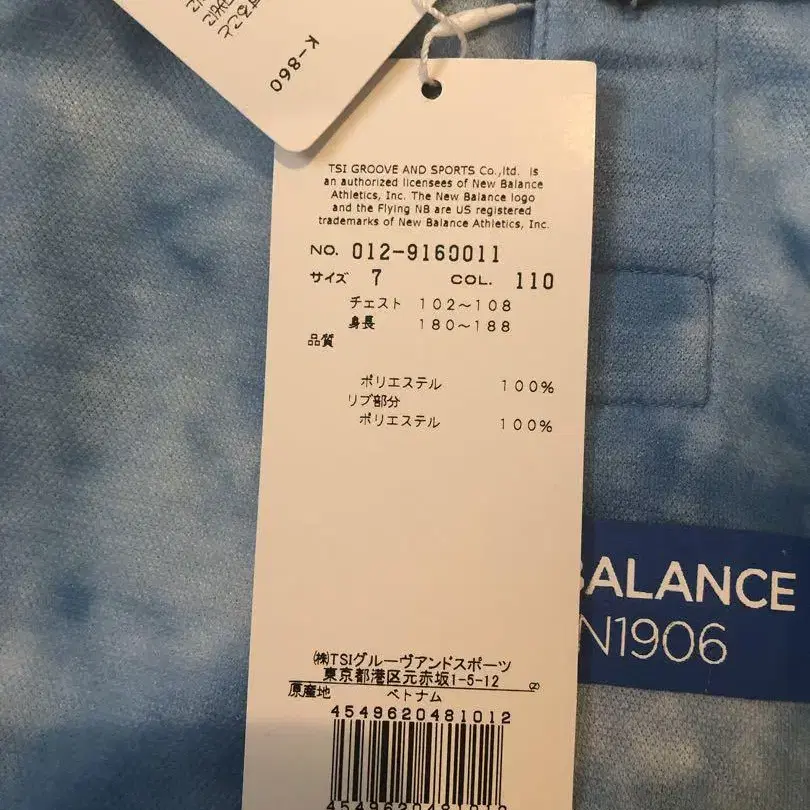 K-860
TSI GROOVE AND SPORTS Co.,ltd. is
an authorized licensees of New Balance
Athletics, Inc. The New Balance logo
and the Flying NB are US registered
trademarks of New Balance Athletics, Inc.
NO. 012-9160011
サイズ 7 COL. 110
チェスト 102～108
身長 180～188
品質
ポリエステル 100%
リブ部分
ポリエステル 100%
BALANCE
N1906
㈱TSIグルーヴアンドスポーツ
東京都港区元赤坂1-5-12
原産地 ベトナム
4549620481012
4549620481012